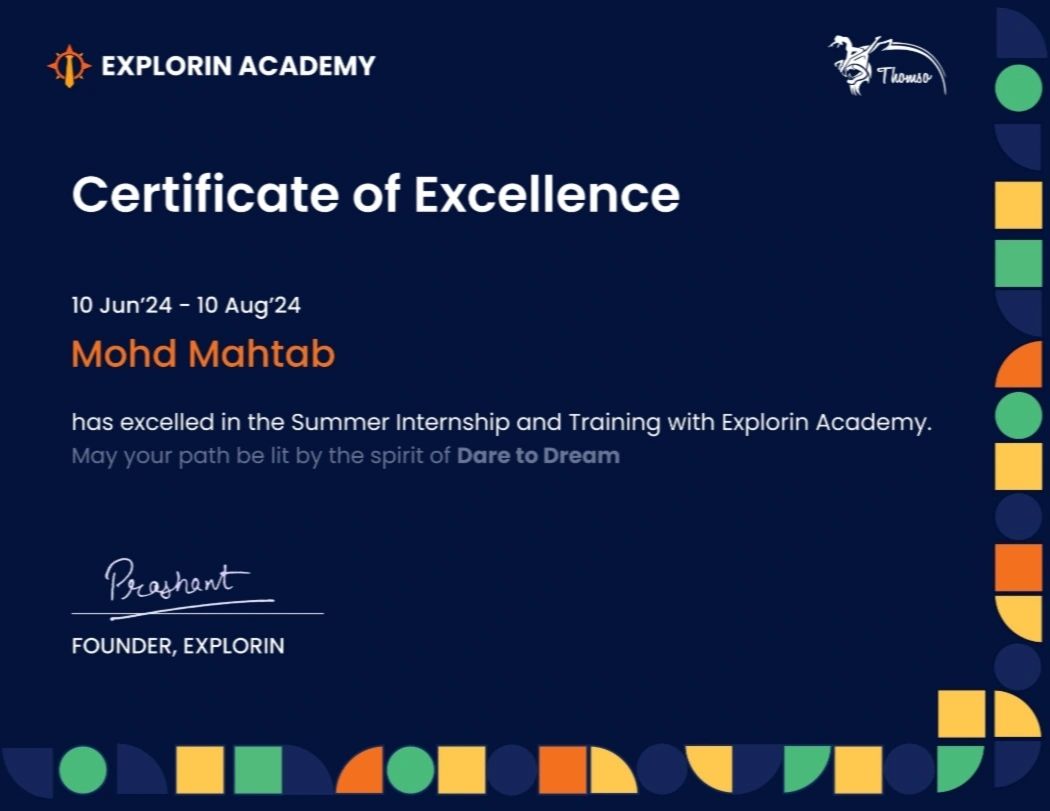 EXPLORIN ACADEMY
Thomso
Certificate of Excellence
10 Jun’24 - 10 Aug’24
Mohd Mahtab
has excelled in the Summer Internship and Training with Explorin Academy.
May your path be lit by the spirit of Dare to Dream
Prashant
FOUNDER, EXPLORIN